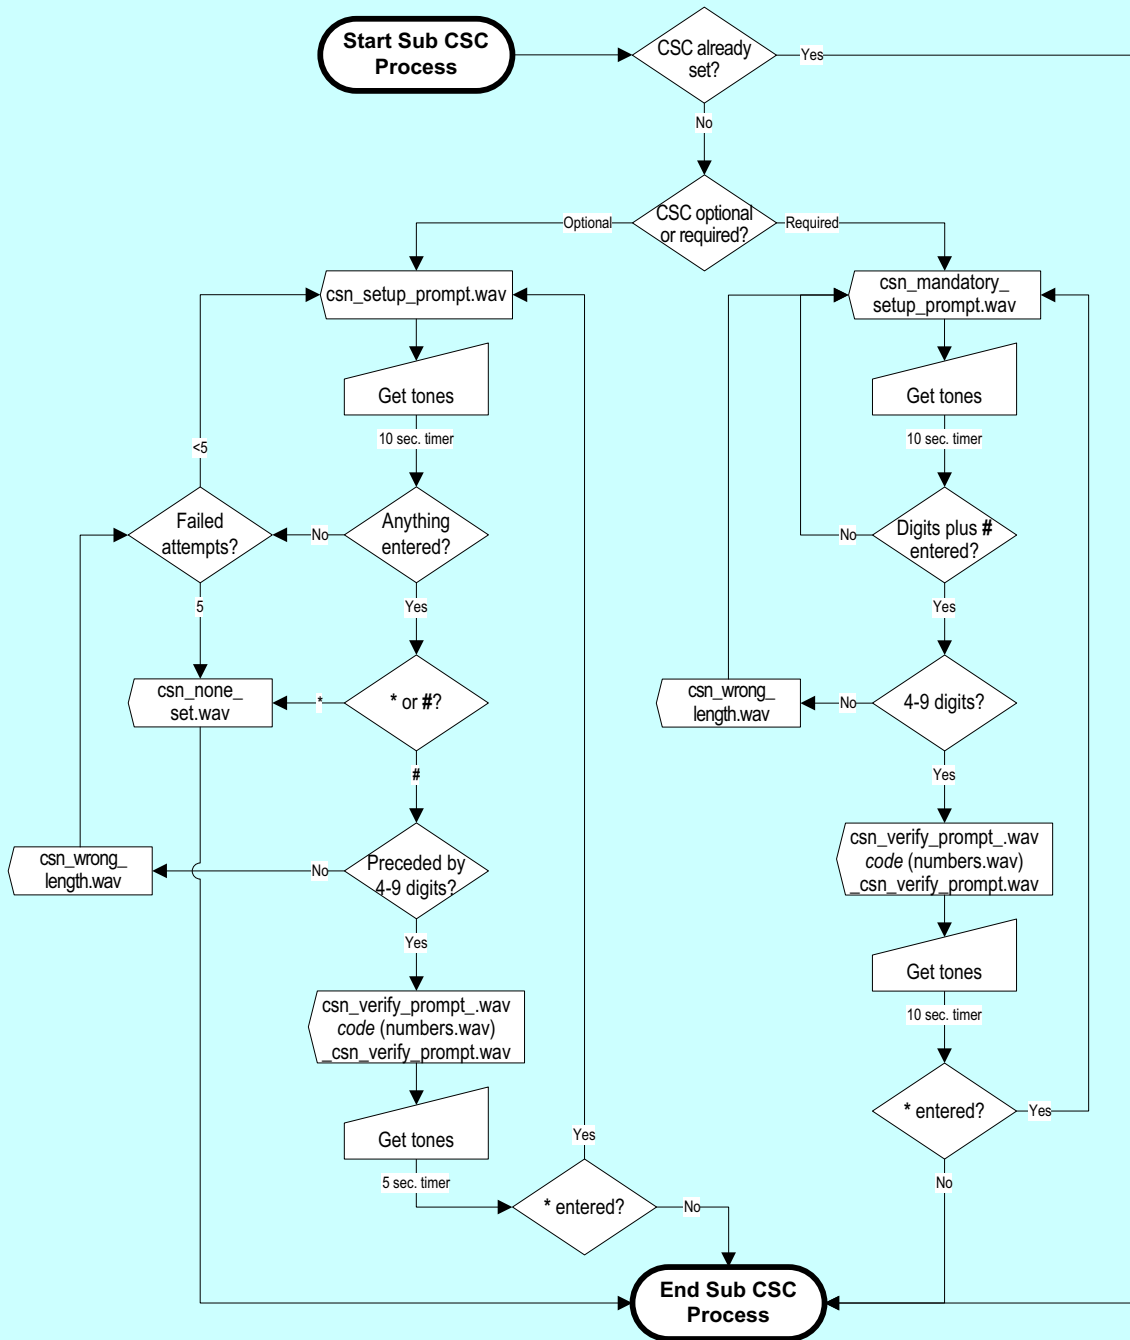 Start Sub CSC
Process
CSC already
set?
Yes
No
CSC optional
or required?
Optional
Required
csn_setup_prompt.wav
Get tones
10 sec. timer
<5
Failed
attempts?
No
Anything
entered?
5
Yes
csn_none_
set.wav
*
* or #?
#
csn_wrong_
length.wav
No
Preceded by
4-9 digits?
Yes
csn_verify_prompt_.wav
code (numbers.wav)
_csn_verify_prompt.wav
Get tones
5 sec. timer
Yes
* entered?
No
csn_mandatory_
setup_prompt.wav
Get tones
10 sec. timer
No
Digits plus #
entered?
Yes
csn_wrong_
length.wav
No
4-9 digits?
Yes
csn_verify_prompt_.wav
code (numbers.wav)
_csn_verify_prompt.wav
Get tones
10 sec. timer
* entered?
Yes
No
End Sub CSC
Process